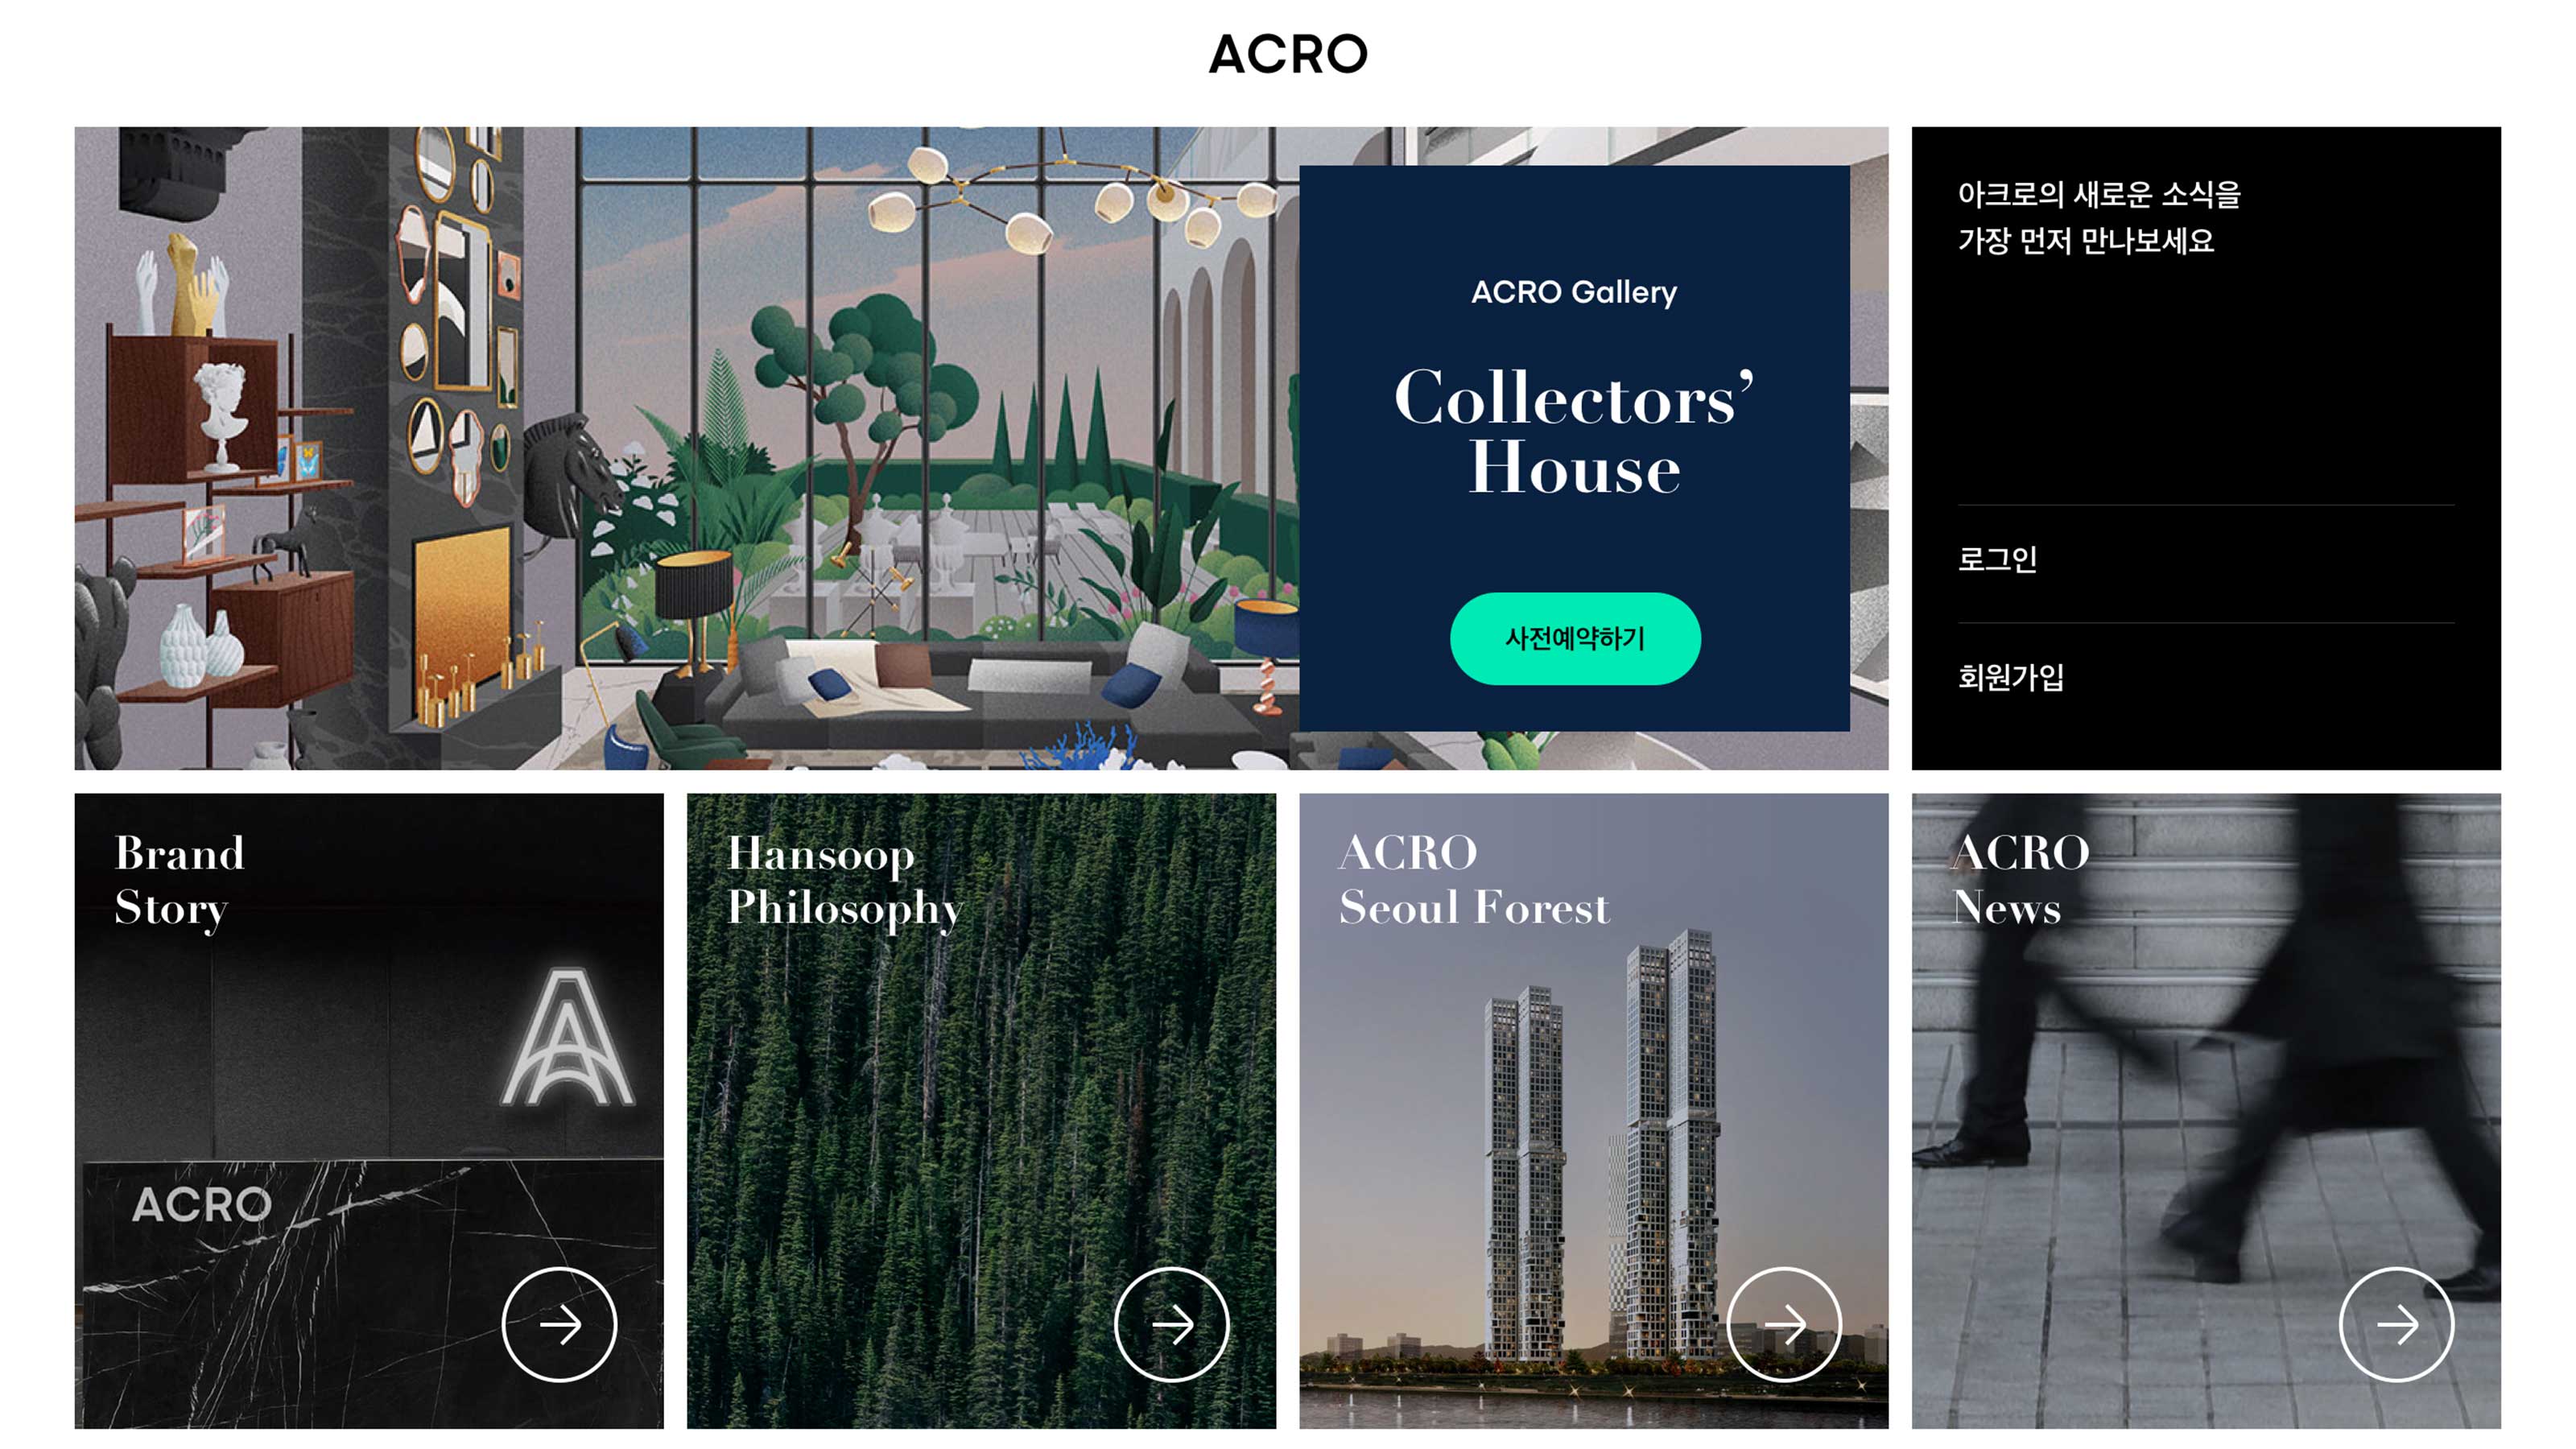 ACRO
ACRO Gallery
Collectors’
House
사전예약하기
아크로의 새로운 소식을
가장 먼저 만나보세요
로그인
회원가입
Brand
Story
A
ACRO
Hansoop
Philosophy
ACRO
Seoul Forest
ACRO
News